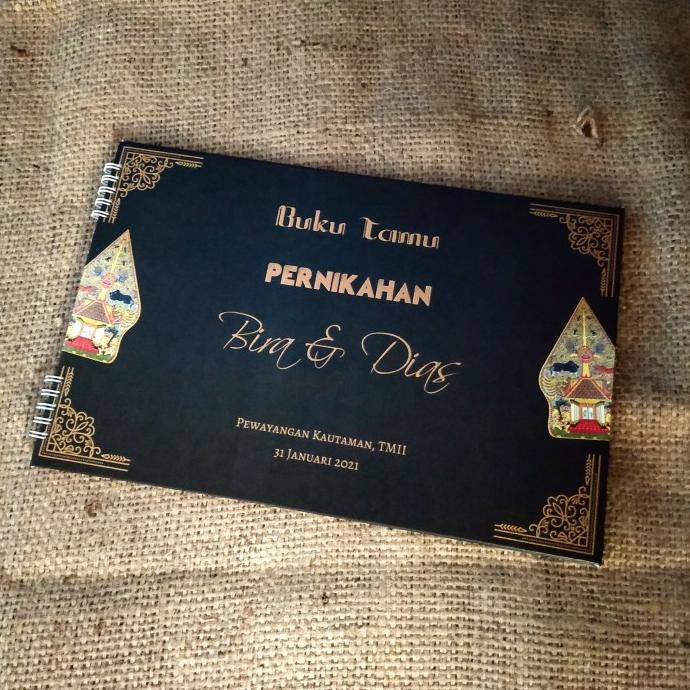 Buku Tamu
PERNIKAHAN
Bira & Dias
PEWAYANGAN KAUTAMAN, TMII
31 JANUARI 2021